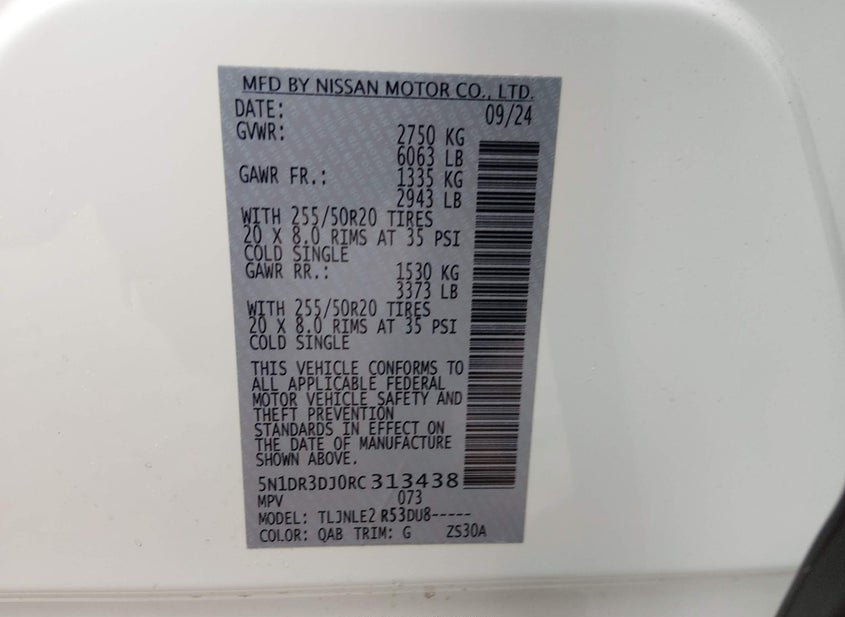 MFD BY NISSAN MOTOR CO., LTD.
DATE: 09/24
GVWR: 2750 KG
6063 LB
GAWR FR.: 1335 KG
2943 LB
WITH 255/50R20 TIRES
20 X 8.0 RIMS AT 35 PSI
COLD SINGLE
GAWR RR.: 1530 KG
3373 LB
WITH 255/50R20 TIRES
20 X 8.0 RIMS AT 35 PSI
COLD SINGLE
THIS VEHICLE CONFORMS TO
ALL APPLICABLE FEDERAL
MOTOR VEHICLE SAFETY AND
THEFT PREVENTION
STANDARDS IN EFFECT ON
THE DATE OF MANUFACTURE
SHOWN ABOVE.
5N1DR3DJ0RC313438
MPV 073
MODEL: TLJNLE2 R53DU8-----
COLOR: QAB TRIM: G ZS30A